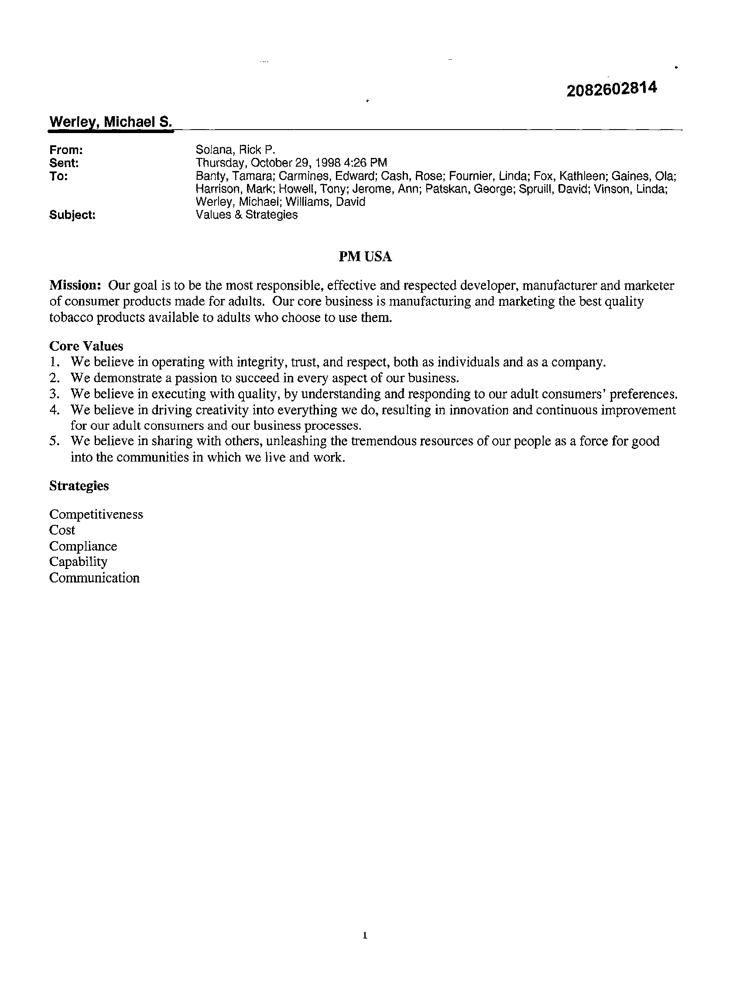 2082602814
Werley, Michael S.
From: Solana, Rick P.
Sent: Thursday, October 29, 1998 4:26 PM
To: Banty, Tamara; Carmines, Edward; Cash, Rose; Fournier, Linda; Fox, Kathleen; Gaines, Ola;
Harrison, Mark; Howell, Tony; Jerome, Ann; Patskan, George; Spruill, David; Vinson, Linda;
Werley, Michael; Williams, David
Subject: Values & Strategies
PM USA
Mission: Our goal is to be the most responsible, effective and respected developer, manufacturer and marketer
of consumer products made for adults. Our core business is manufacturing and marketing the best quality
tobacco products available to adults who choose to use them.
Core Values
1. We believe in operating with integrity, trust, and respect, both as individuals and as a company.
2. We demonstrate a passion to succeed in every aspect of our business.
3. We believe in executing with quality, by understanding and responding to our adult consumers' preferences.
4. We believe in driving creativity into everything we do, resulting in innovation and continuous improvement
for our adult consumers and our business processes.
5. We believe in sharing with others, unleashing the tremendous resources of our people as a force for good
into the communities in which we live and work.
Strategies
Competitiveness
Cost
Compliance
Capability
Communication
1